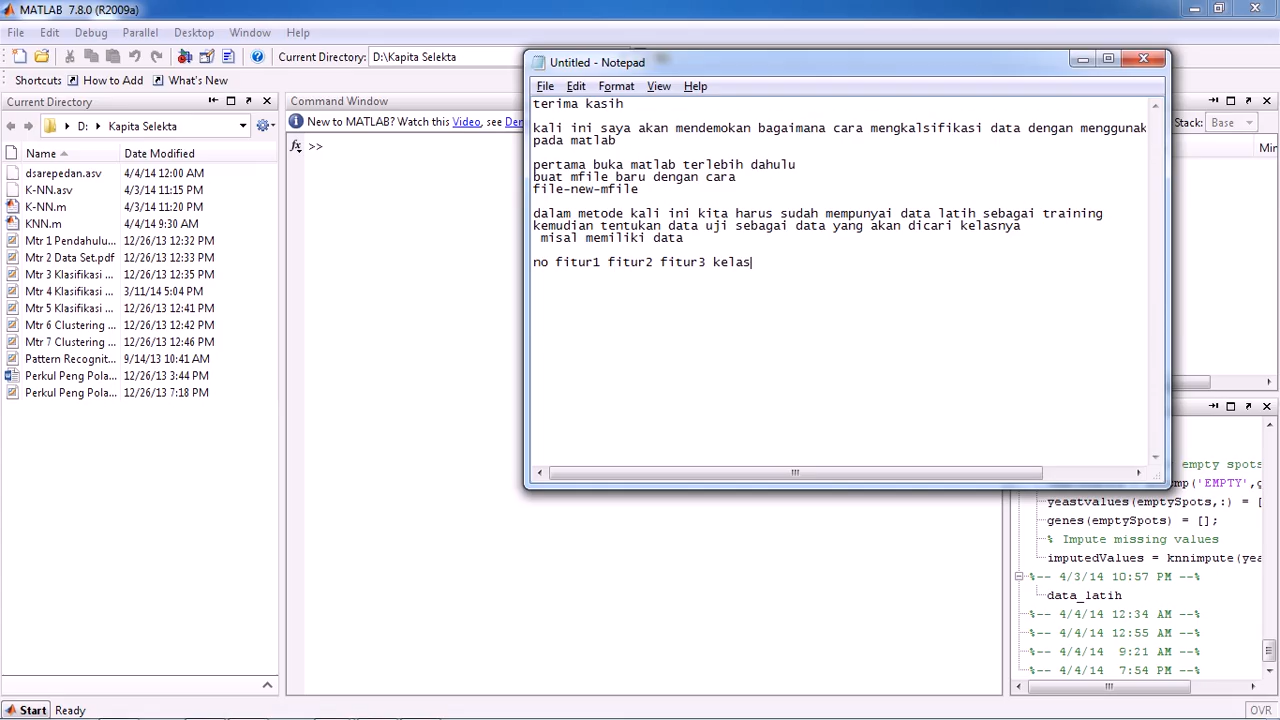 MATLAB 7.8.0 (R2009a)
File Edit Debug Parallel Desktop Window Help
Current Directory: D:\Kapita Selekta
Shortcuts How to Add What's New
Current Directory
D: Kapita Selekta
Name Date Modified
dsarepedan.asv 4/4/14 12:00 AM
K-NN.asv 4/3/14 11:15 PM
K-NN.m 4/4/14 12:03 AM
KNN.m 4/4/14 9:30 AM
Mtr 1 Pendahulu... 12/26/13 12:32 PM
Mtr 2 Data Set.pdf 12/26/13 12:33 PM
Mtr 3 Klasifikasi ... 12/26/13 12:35 PM
Mtr 4 Klasifikasi ... 3/11/14 5:04 PM
Mtr 5 Klasifikasi ... 12/26/13 12:41 PM
Mtr 6 Clustering ... 12/26/13 12:42 PM
Mtr 7 Clustering ... 12/26/13 12:46 PM
Pattern Recognit... 9/14/13 10:41 AM
Perkul Peng Pola... 12/26/13 3:44 PM
Perkul Peng Pola... 12/26/13 7:18 PM
Command Window
New to MATLAB? Watch this Video, see
fx >>
Untitled - Notepad
File Edit Format View Help
terima kasih
kali ini saya akan mendemokan bagaimana cara mengkalsifikasi data dengan menggunak
pada matlab
pertama buka matlab terlebih dahulu
buat mfile baru dengan cara
file-new-mfile
dalam metode kali ini kita harus sudah mempunyai data latih sebagai training
kemudian tentukan data uji sebagai data yang akan dicari kelasnya
misal memiliki data
no fitur1 fitur2 fitur3 kelas
Stack: Base
empty spots
('EMPTY',g
yeastvalues(emptySpots,:) = [
genes(emptySpots) = [];
% Impute missing values
imputedValues = knnimpute(yea
%-- 4/3/14 10:57 PM --%
data_latih
%-- 4/4/14 12:34 AM --%
%-- 4/4/14 12:55 AM --%
%-- 4/4/14 9:21 AM --%
%-- 4/4/14 7:54 PM --%
Start Ready
OVR